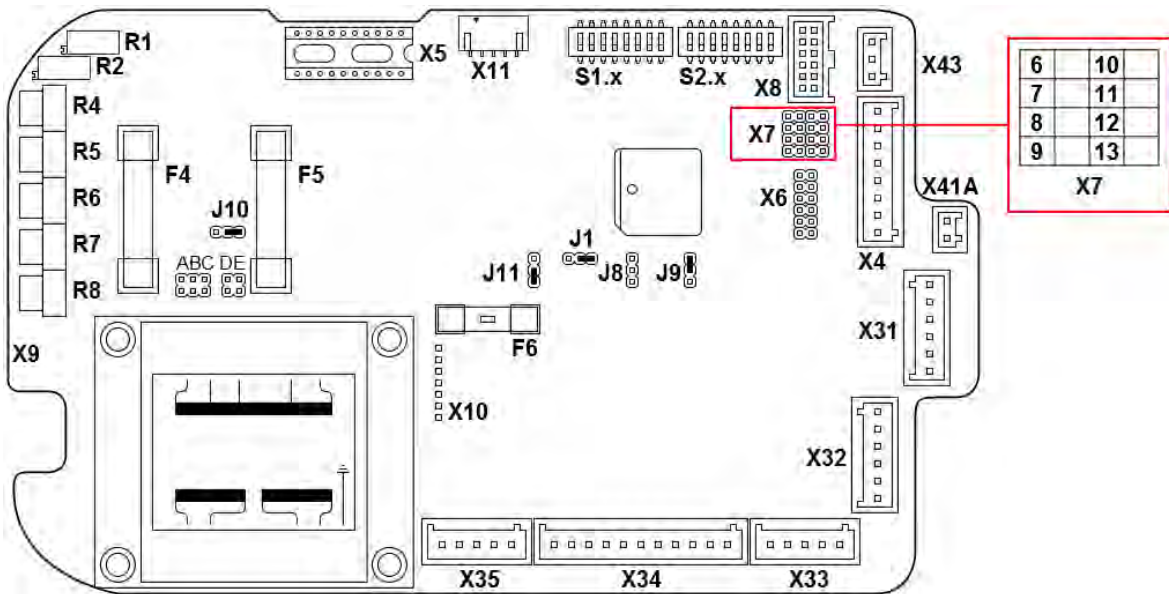 R1
R2
R4
R5
R6
R7
R8
X9
F4
F5
J10
ABC DE
X5
X11
S1.x
S2.x
X8
X43
X7
X6
X41A
X4
J11
J1
J8
J9
F6
X10
X31
X32
X35
X34
X33
6 10
7 11
8 12
9 13
X7